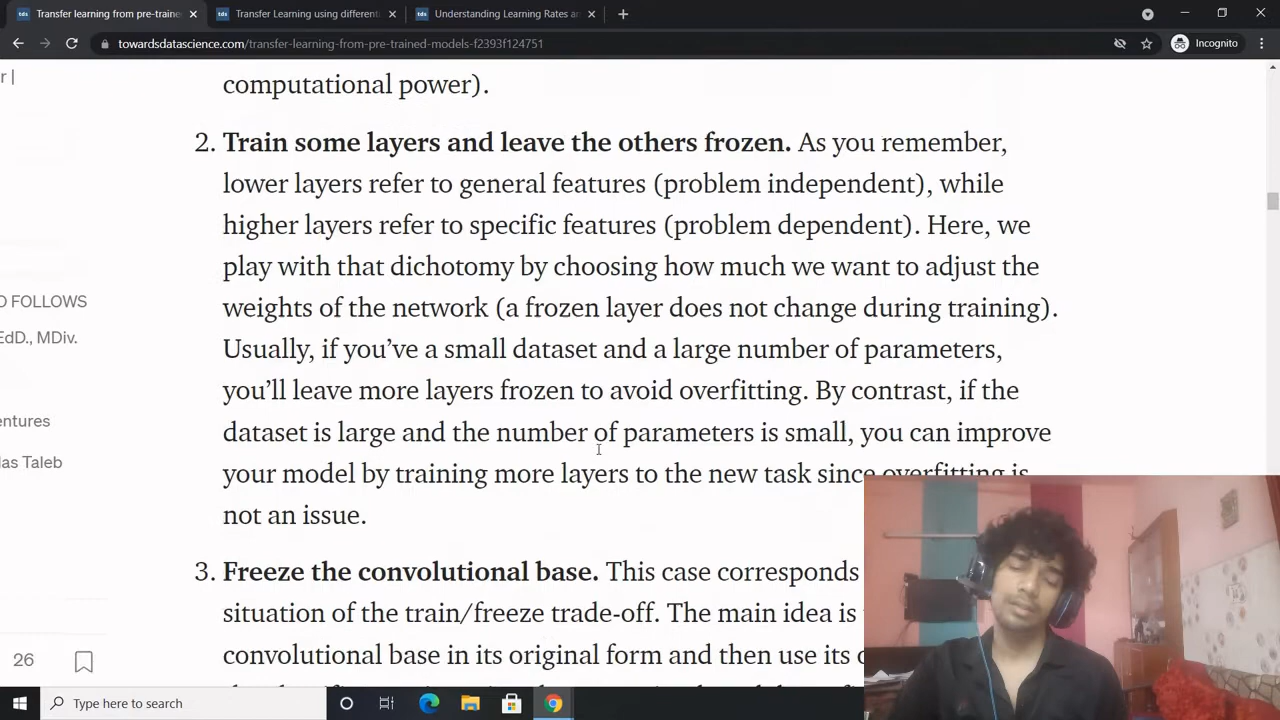 tds Transfer learning from pre-traine
tds Transfer Learning using different
tds Understanding Learning Rates an
towardsdatascience.com/transfer-learning-from-pre-trained-models-f2393f124751
Incognito
r |
computational power).
2. Train some layers and leave the others frozen. As you remember,
lower layers refer to general features (problem independent), while
higher layers refer to specific features (problem dependent). Here, we
play with that dichotomy by choosing how much we want to adjust the
weights of the network (a frozen layer does not change during training).
Usually, if you’ve a small dataset and a large number of parameters,
you’ll leave more layers frozen to avoid overfitting. By contrast, if the
dataset is large and the number of parameters is small, you can improve
your model by training more layers to the new task since overfitting is
not an issue.
3. Freeze the convolutional base. This case corresponds
situation of the train/freeze trade-off. The main idea is
convolutional base in its original form and then use its o
O FOLLOWS
EdD., MDiv.
entures
las Taleb
26
Type here to search